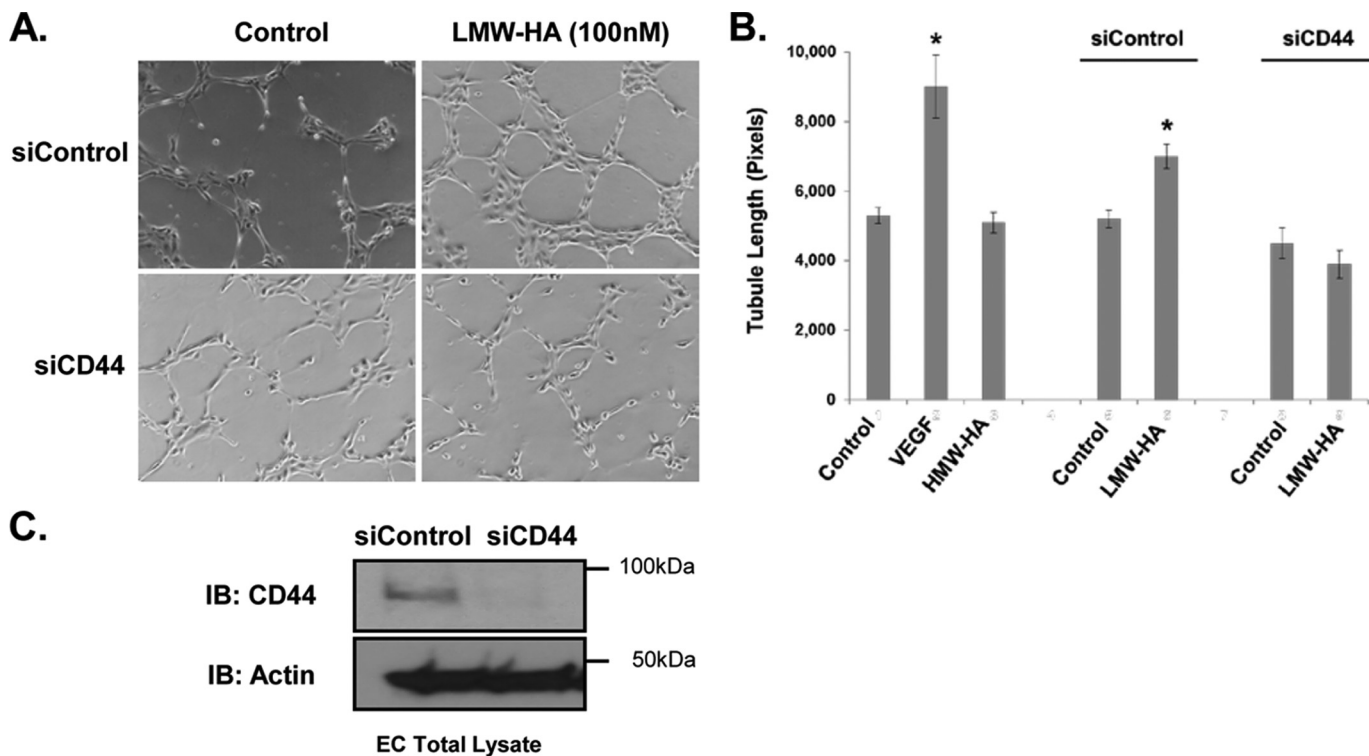 A.
Control LMW-HA (100nM)
siControl
siCD44
B.
siControl siCD44
Tubule Length (Pixels)
10,000
8,000
6,000
4,000
2,000
0
* *
Control VEGF HMW-HA Control LMW-HA Control LMW-HA
C.
siControl siCD44
IB: CD44
100kDa
IB: Actin
50kDa
EC Total Lysate